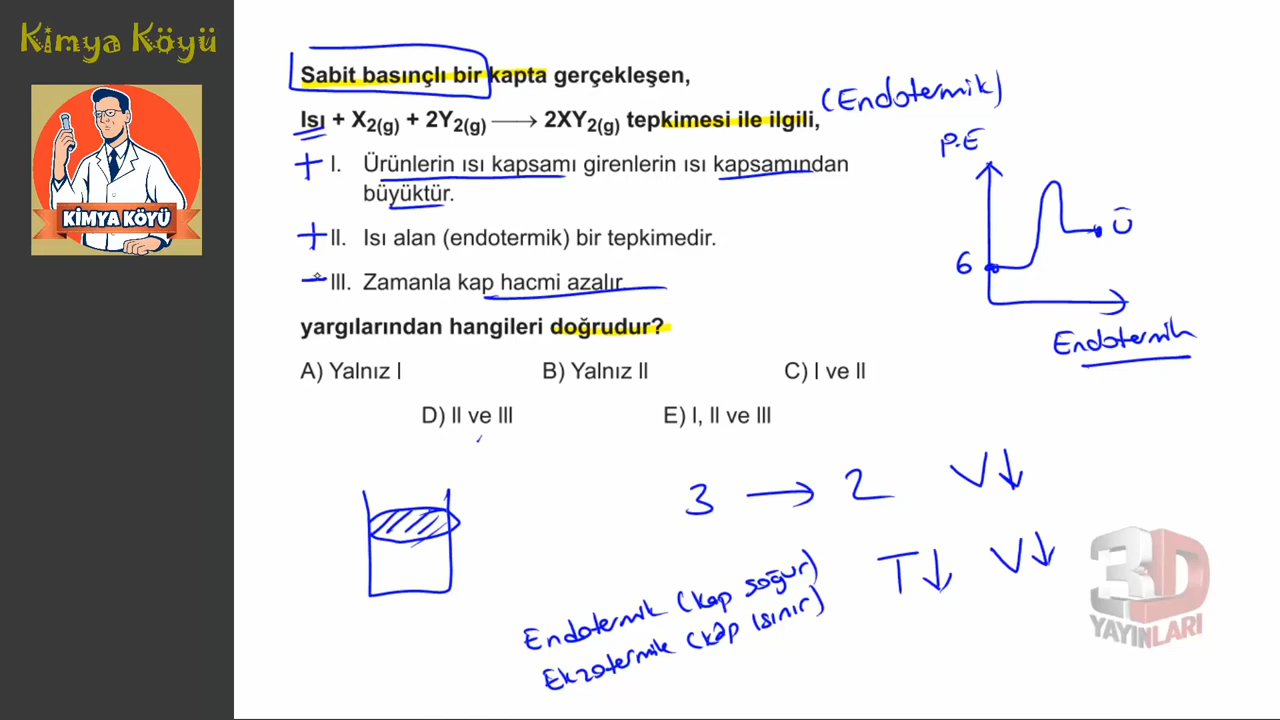 Kimya Köyü
KİMYA KÖYÜ
Sabit basınçlı bir kapta gerçekleşen,
Isı + X2(g) + 2Y2(g) ⟶ 2XY2(g) tepkimesi ile ilgili,
(Endotermik)
+ I. Ürünlerin ısı kapsamı girenlerin ısı kapsamından
büyüktür.
+ II. Isı alan (endotermik) bir tepkimedir.
III. Zamanla kap hacmi azalır
yargılarından hangileri doğrudur?
A) Yalnız I B) Yalnız II C) I ve II
D) II ve III E) I, II ve III
P.E
6
Ü
Endotermik
3 → 2 V↓
T↓ V↓
Endotermik (kap soğur)
Ekzotermik (kap ısınır)
3D
YAYINLARI